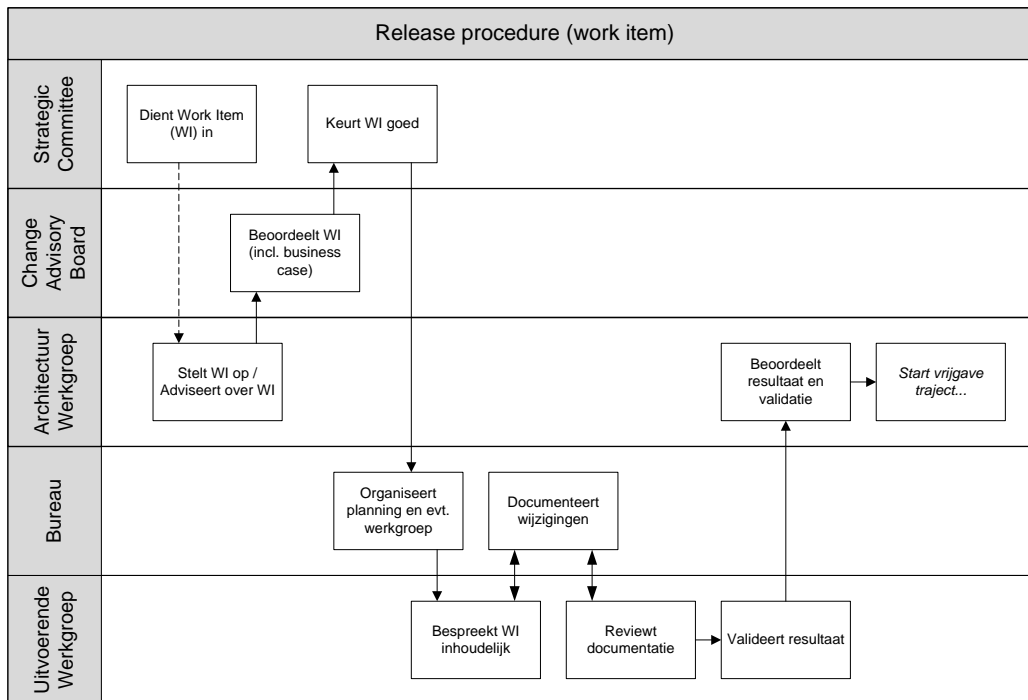 Release procedure (work item)
Strategic
Committee
Dient Work Item
(WI) in
Keurt WI goed
Change
Advisory
Board
Beoordeelt WI
(incl. business
case)
Architectuur
Werkgroep
Stelt WI op /
Adviseert over WI
Beoordeelt
resultaat en
validatie
Start vrijgave
traject...
Bureau
Organiseert
planning en evt.
werkgroep
Documenteert
wijzigingen
Uitvoerende
Werkgroep
Bespreekt WI
inhoudelijk
Reviewt
documentatie
Valideert resultaat